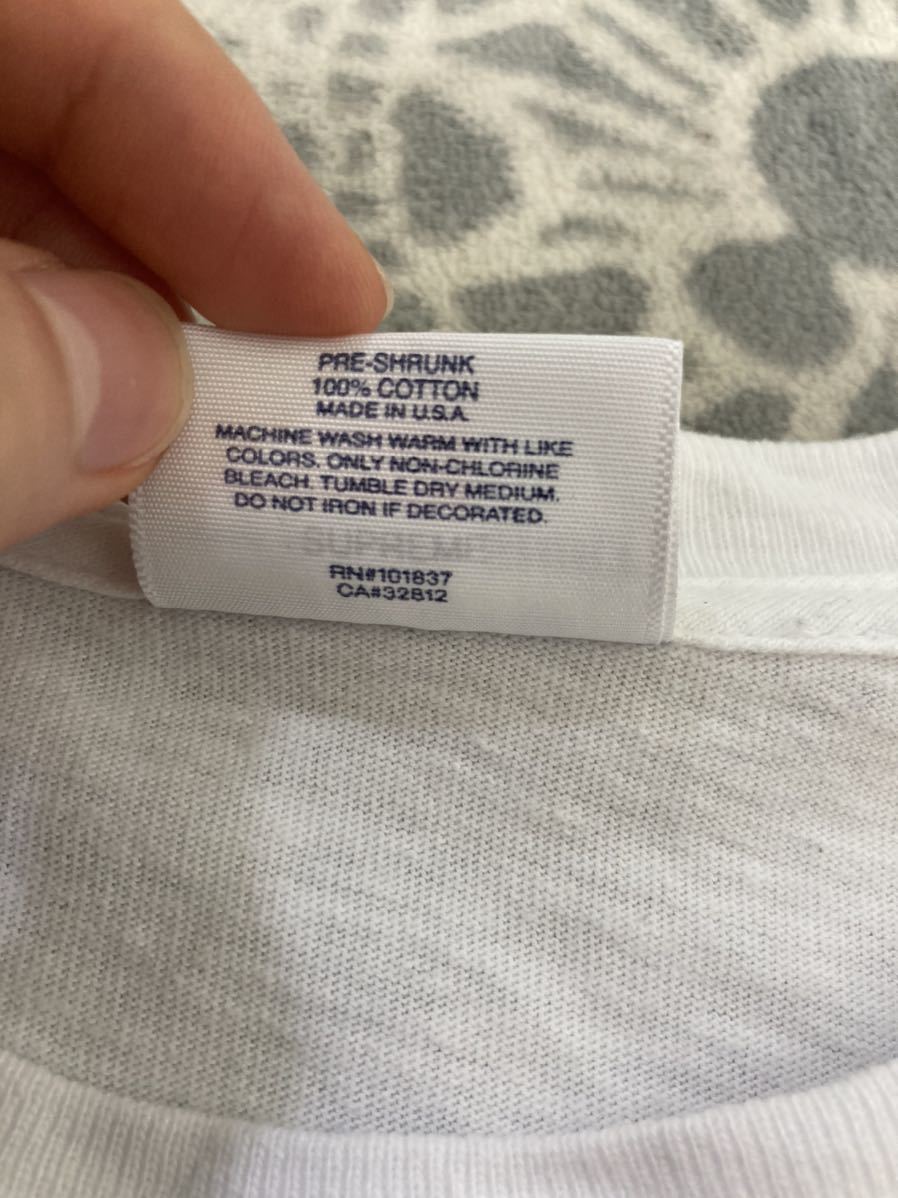 PRE-SHRUNK
100% COTTON
MADE IN U.S.A.
MACHINE WASH WARM WITH LIKE
COLORS. ONLY NON-CHLORINE
BLEACH. TUMBLE DRY MEDIUM.
DO NOT IRON IF DECORATED.
SUPREME
RN#101837
CA#32812